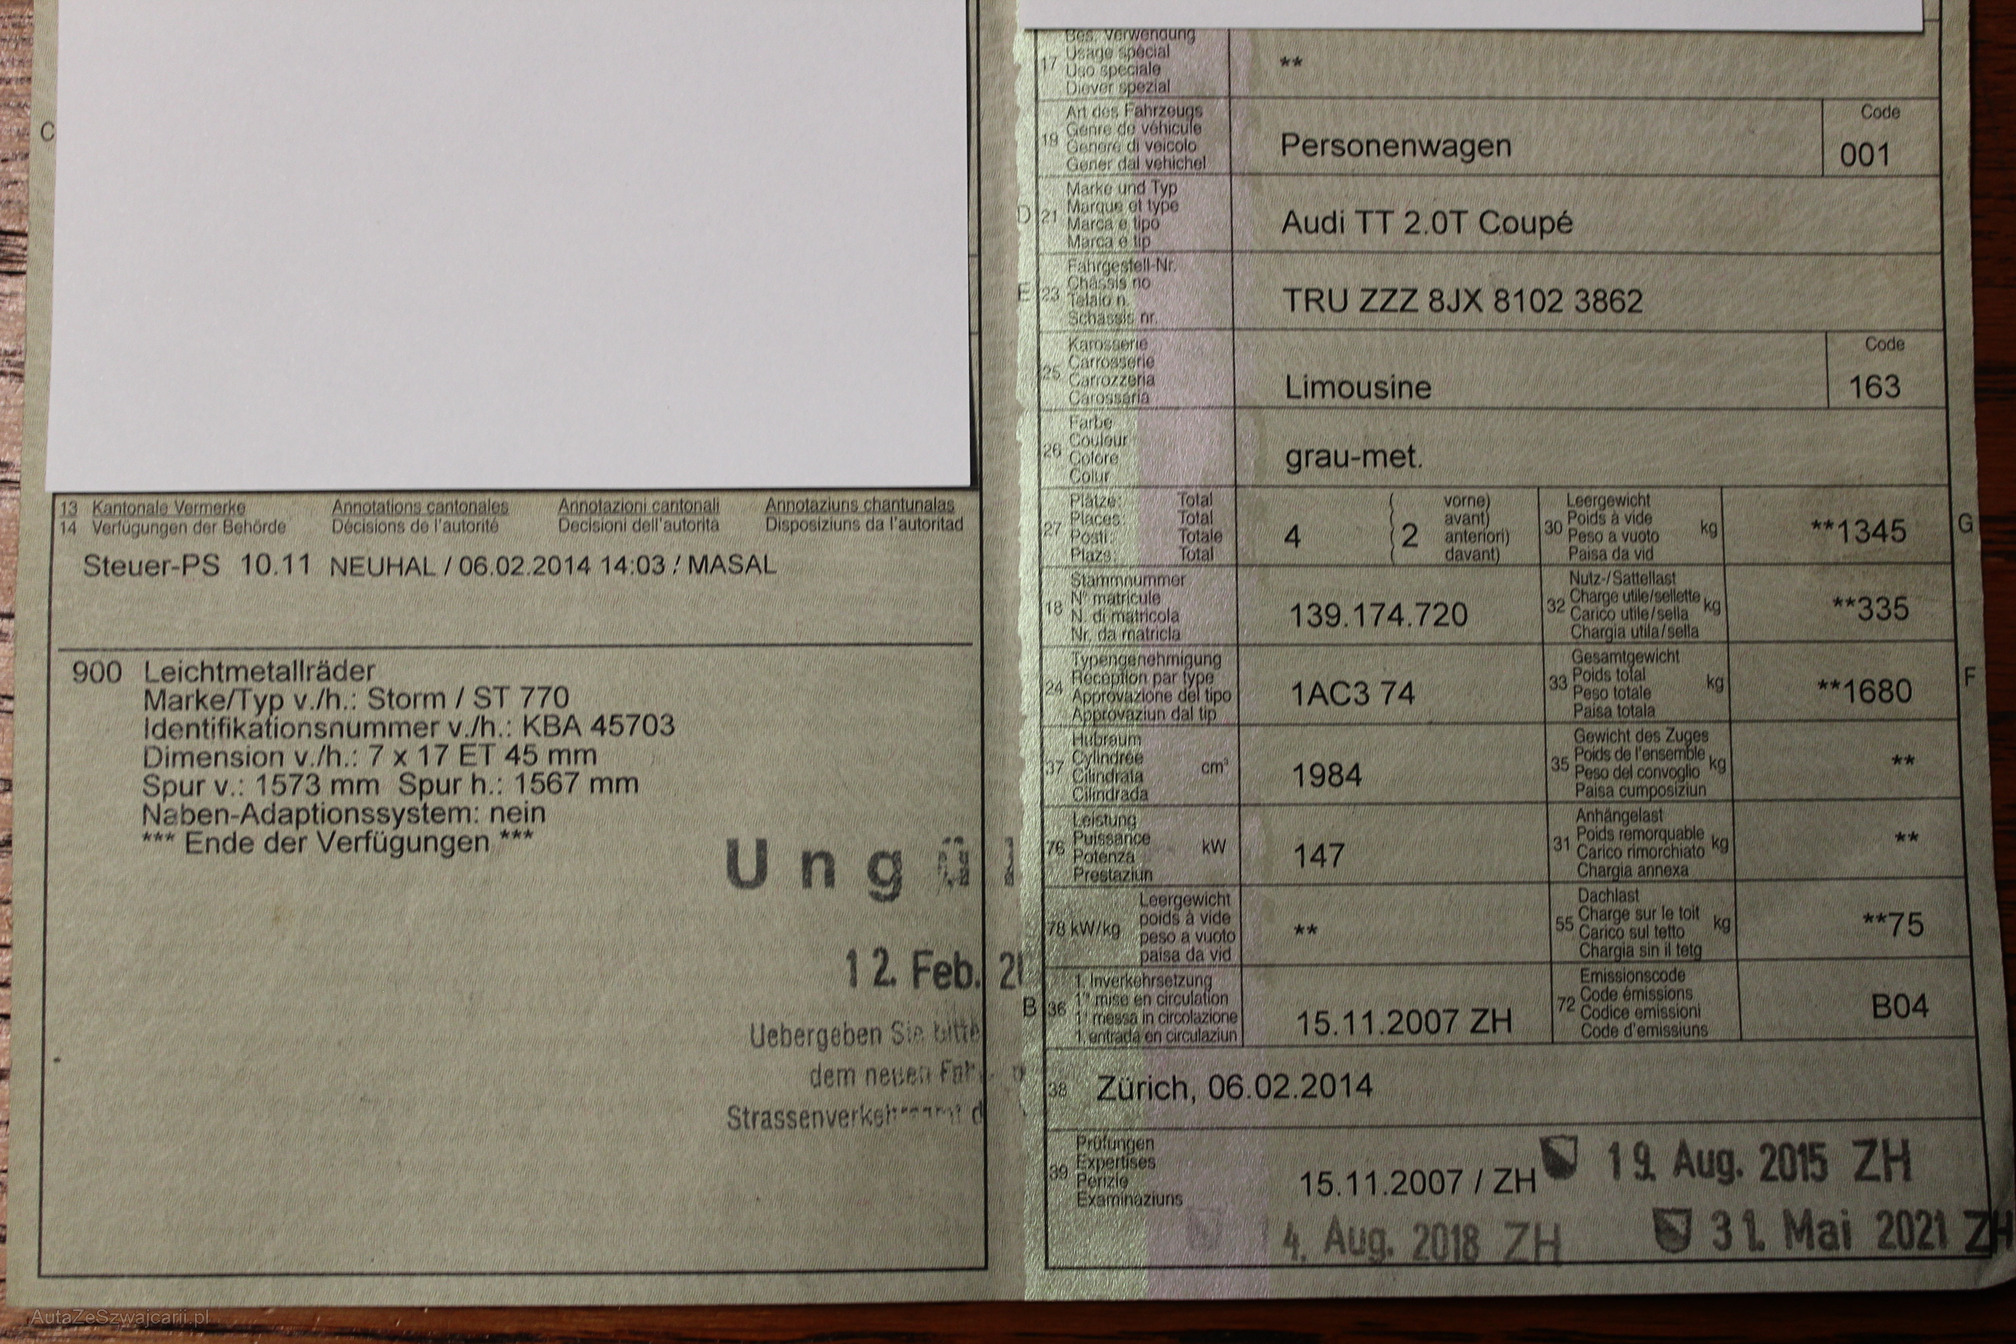 C
13 Kantonale Vermerke Annotations cantonales Annotazioni cantonali Annotaziuns chantunalas
14 Verfügungen der Behörde Décisions de l'autorité Decisioni dell'autorità Disposiziuns da l'autoritad
Steuer-PS 10.11 NEUHAL / 06.02.2014 14:03 / MASAL
900 Leichtmetallräder
Marke/Typ v./h.: Storm / ST 770
Identifikationsnummer v./h.: KBA 45703
Dimension v./h.: 7 x 17 ET 45 mm
Spur v.: 1573 mm Spur h.: 1567 mm
Naben-Adaptionssystem: nein
*** Ende der Verfügungen ***
Ungül
12. Feb. 20
Uebergeben Sie bitte
dem neuen Fah
Strassenverkehrsamt d
Bes. Verwendung
17 Usage spécial **
Uso speciale
Diever spezial
Art des Fahrzeugs Code
19 Genre de véhicule Personenwagen 001
Genere di veicolo
Gener dal vehichel
Marke und Typ
D 21 Marque et type Audi TT 2.0T Coupé
Marca e tipo
Marca e tip
Fahrgestell-Nr.
E 23 Châssis no TRU ZZZ 8JX 8102 3862
Telaio n.
Schassis nr.
Karosserie Code
25 Carrosserie Limousine 163
Carrozzeria
Carossaria
Farbe
26 Couleur grau-met.
Colore
Colur
Plätze: Total ( vorne) Leergewicht
27 Places: Total 4 ( 2 avant) 30 Poids à vide kg **1345 G
Posti: Totale ( anteriori) Peso a vuoto
Plazs: Total ( davant) Paisa da vid
Stammnummer Nutz-/Sattellast
18 N° matricule 139.174.720 32 Charge utile/sellette kg **335
N. di matricola Carico utile/sella
Nr. da matricla Chargia utila/sella
Typengenehmigung Gesamtgewicht
24 Réception par type 1AC3 74 33 Poids total kg **1680 F
Approvazione del tipo Peso totale
Approvaziun dal tip Paisa totala
Hubraum Gewicht des Zuges
37 Cylindrée cm³ 1984 35 Poids de l'ensemble kg **
Cilindrata Peso del convoglio
Cilindrada Paisa cumposiziun
Leistung Anhängelast
76 Puissance kW 147 31 Poids remorquable kg **
Potenza Carico rimorchiato
Prestaziun Chargia annexa
Leergewicht Dachlast
78 kW/kg poids à vide ** 55 Charge sur le toit kg **75
peso a vuoto Carico sul tetto
paisa da vid Chargia sin il tetg
1. Inverkehrsetzung Emissionscode
B 36 1re mise en circulation 15.11.2007 ZH 72 Code émissions B04
1a messa in circolazione Codice emissioni
1. entrada en circulaziun Code d'emissiuns
38 Zürich, 06.02.2014
Prüfungen
39 Expertises 15.11.2007 / ZH 19. Aug. 2015 ZH
Perizie
Examinaziuns
4. Aug. 2018 ZH 31. Mai 2021 ZH
AutaZeSzwajcarii.pl